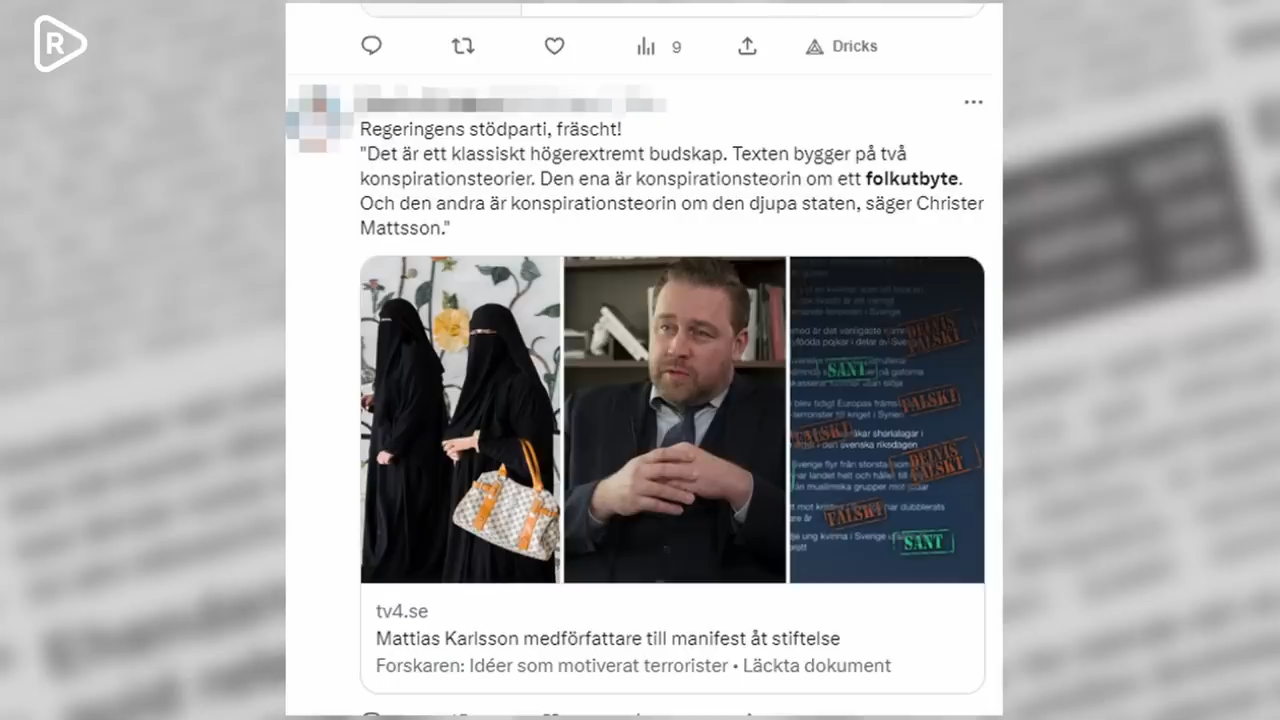 R
9
Dricks
Regeringens stödparti, fräscht!
"Det är ett klassiskt högerextremt budskap. Texten bygger på två
konspirationsteorier. Den ena är konspirationsteorin om ett folkutbyte.
Och den andra är konspirationsteorin om den djupa staten, säger Christer
Mattsson."
DELVIS
FALSKT
SANT
FALSKT
FALSKT
DELVIS
FALSKT
FALSKT
SANT
tv4.se
Mattias Karlsson medförfattare till manifest åt stiftelse
Forskaren: Idéer som motiverat terrorister • Läckta dokument